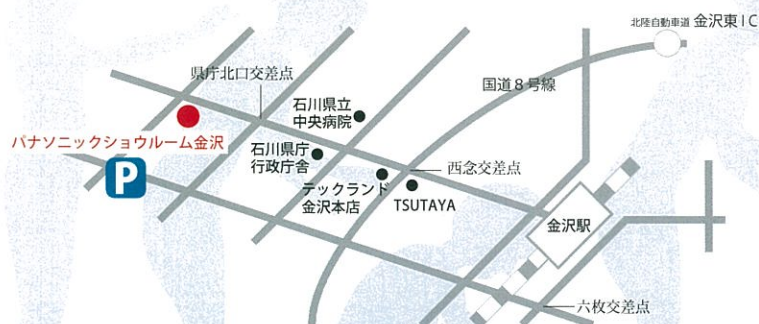 北陸自動車道 金沢東IC
県庁北口交差点
国道8号線
石川県立
中央病院
パナソニックショウルーム金沢
石川県庁
行政庁舎
西念交差点
P
テックランド
金沢本店
TSUTAYA
金沢駅
六枚交差点